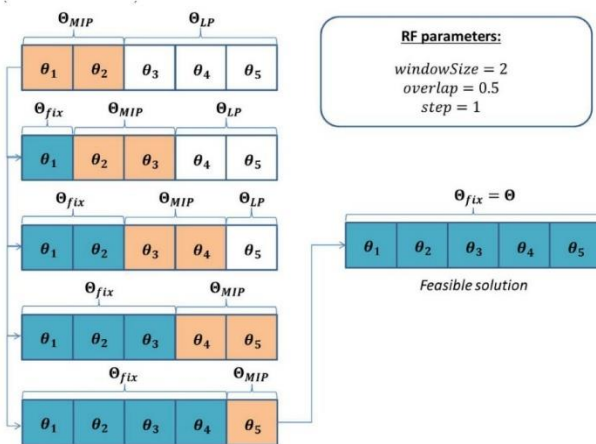 Θ_MIP Θ_LP
θ₁ θ₂ θ₃ θ₄ θ₅
Θ_fix Θ_MIP Θ_LP
θ₁ θ₂ θ₃ θ₄ θ₅
Θ_fix Θ_MIP Θ_LP
θ₁ θ₂ θ₃ θ₄ θ₅
Θ_fix Θ_MIP
θ₁ θ₂ θ₃ θ₄ θ₅
Θ_fix Θ_MIP
θ₁ θ₂ θ₃ θ₄ θ₅
RF parameters:
windowSize = 2
overlap = 0.5
step = 1
Θ_fix = Θ
θ₁ θ₂ θ₃ θ₄ θ₅
Feasible solution